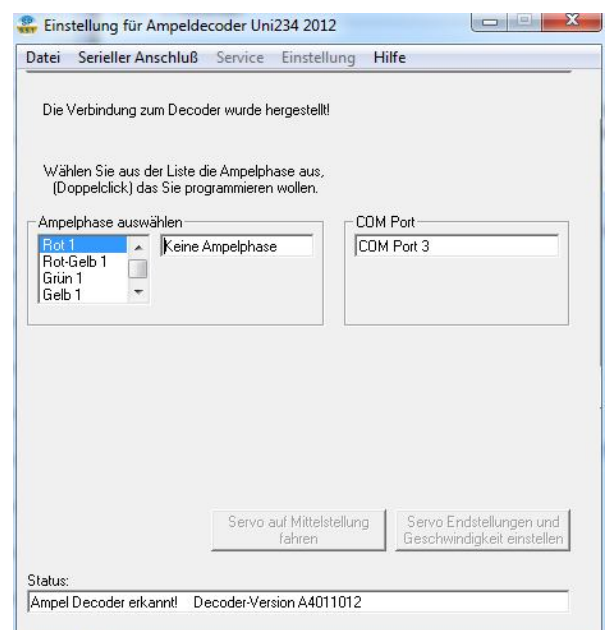 Einstellung für Ampeldecoder Uni234 2012
Datei Serieller Anschluß Service Einstellung Hilfe
Die Verbindung zum Decoder wurde hergestellt!
Wählen Sie aus der Liste die Ampelphase aus,
(Doppelclick) das Sie programmieren wollen.
Ampelphase auswählen
COM Port
Rot 1
Rot-Gelb 1
Grün 1
Gelb 1
Keine Ampelphase
COM Port 3
Servo auf Mittelstellung
fahren
Servo Endstellungen und
Geschwindigkeit einstellen
Status:
Ampel Decoder erkannt! Decoder-Version A4011012